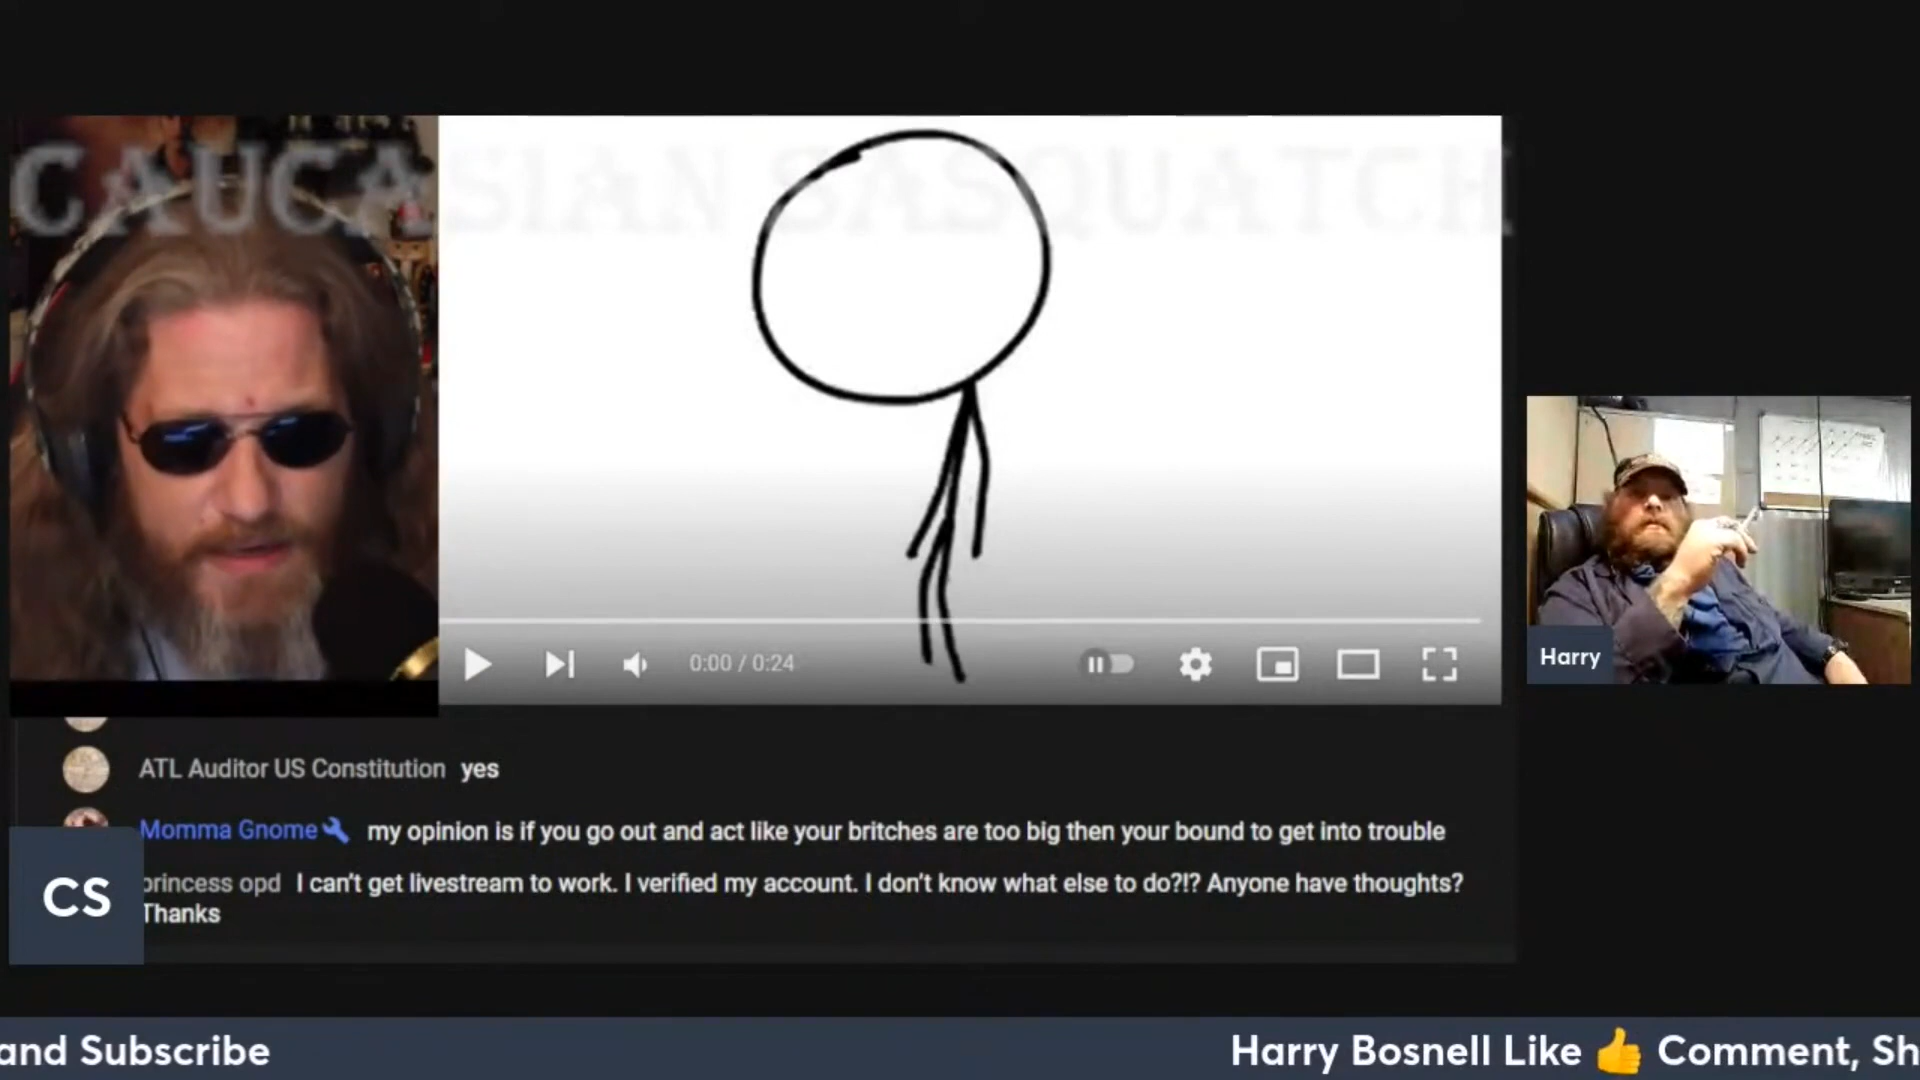 CAUCASIAN SASQUATCH
0:00 / 0:24
Harry
ATL Auditor US Constitution yes
Momma Gnome my opinion is if you go out and act like your britches are too big then your bound to get into trouble
princess opd I can't get livestream to work. I verified my account. I don't know what else to do?!? Anyone have thoughts?
Thanks
CS
and Subscribe
Harry Bosnell Like 👍 Comment, Sh